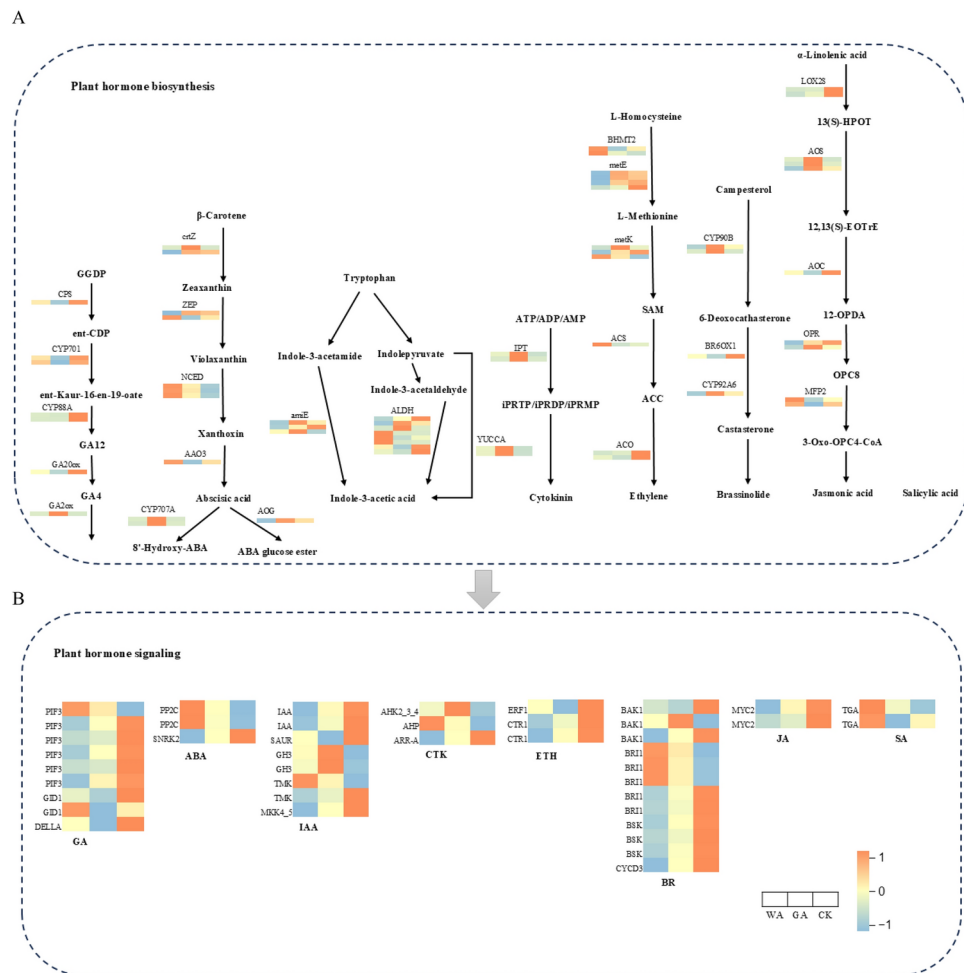 A
Plant hormone biosynthesis
GGDP
CPS
ent-CDP
CYP701
ent-Kaur-16-en-19-oate
CYP88A
GA12
GA20ox
GA4
GA2ox
β-Carotene
crtZ
Zeaxanthin
ZEP
Violaxanthin
NCED
Xanthoxin
AAO3
Abscisic acid
CYP707A
AOG
8'-Hydroxy-ABA
ABA glucose ester
Tryptophan
Indole-3-acetamide
Indolepyruvate
Indole-3-acetaldehyde
amiE
ALDH
Indole-3-acetic acid
ATP/ADP/AMP
IPT
iPRTP/iPRDP/iPRMP
YUCCA
Cytokinin
L-Homocysteine
BHMT2
metE
L-Methionine
metK
SAM
ACS
ACC
ACO
Ethylene
Campesterol
CYP90B
6-Deoxocathasterone
BR6OX1
CYP92A6
Castasterone
Brassinolide
α-Linolenic acid
LOX2S
13(S)-HPOT
AOS
12,13(S)-EOTrE
AOC
12-OPDA
OPR
OPC8
MFP2
3-Oxo-OPC4-CoA
Jasmonic acid
Salicylic acid
B
Plant hormone signaling
PIF3
PIF3
PIF3
PIF3
PIF3
PIF3
GID1
GID1
DELLA
GA
PP2C
PP2C
SNRK2
ABA
IAA
IAA
SAUR
GH3
GH3
TMK
TMK
MKK4_5
IAA
AHK2_3_4
AHP
ARR-A
CTK
ERF1
CTR1
CTR1
ETH
BAK1
BAK1
BAK1
BRI1
BRI1
BRI1
BRI1
BRI1
BSK
BSK
BSK
CYCD3
BR
MYC2
MYC2
JA
TGA
TGA
SA
WA GA CK
1
0
-1